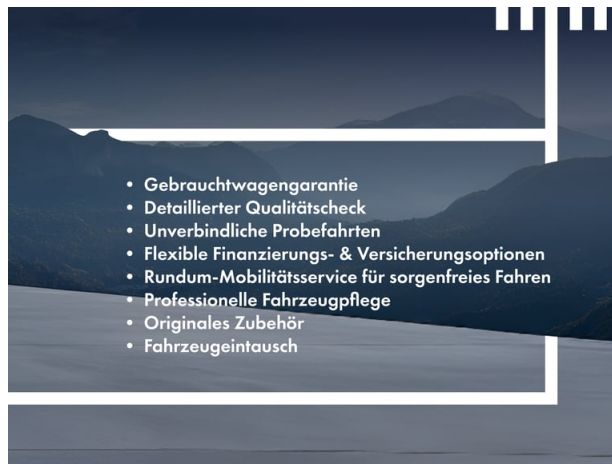 • Gebrauchtwagengarantie
• Detaillierter Qualitätscheck
• Unverbindliche Probefahrten
• Flexible Finanzierungs- & Versicherungsoptionen
• Rundum-Mobilitätsservice für sorgenfreies Fahren
• Professionelle Fahrzeugpflege
• Originales Zubehör
• Fahrzeugeintausch